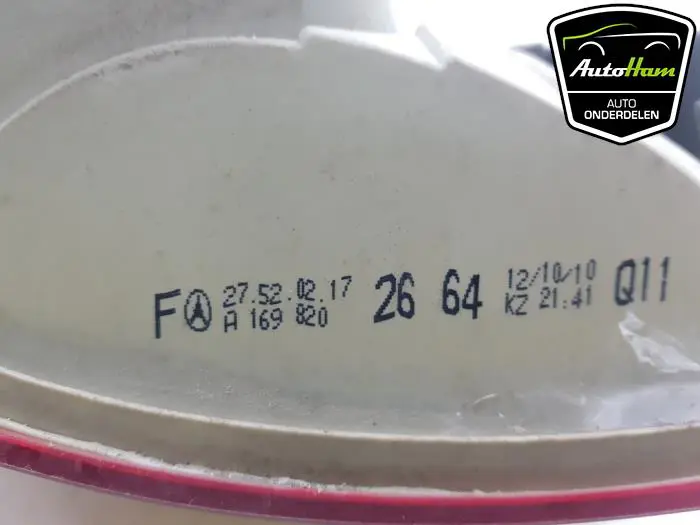 AutoHam
AUTO
ONDERDELEN
F 27.52.02.17 26 64 12/10/10 Q11
A 169 820 KZ 21:41